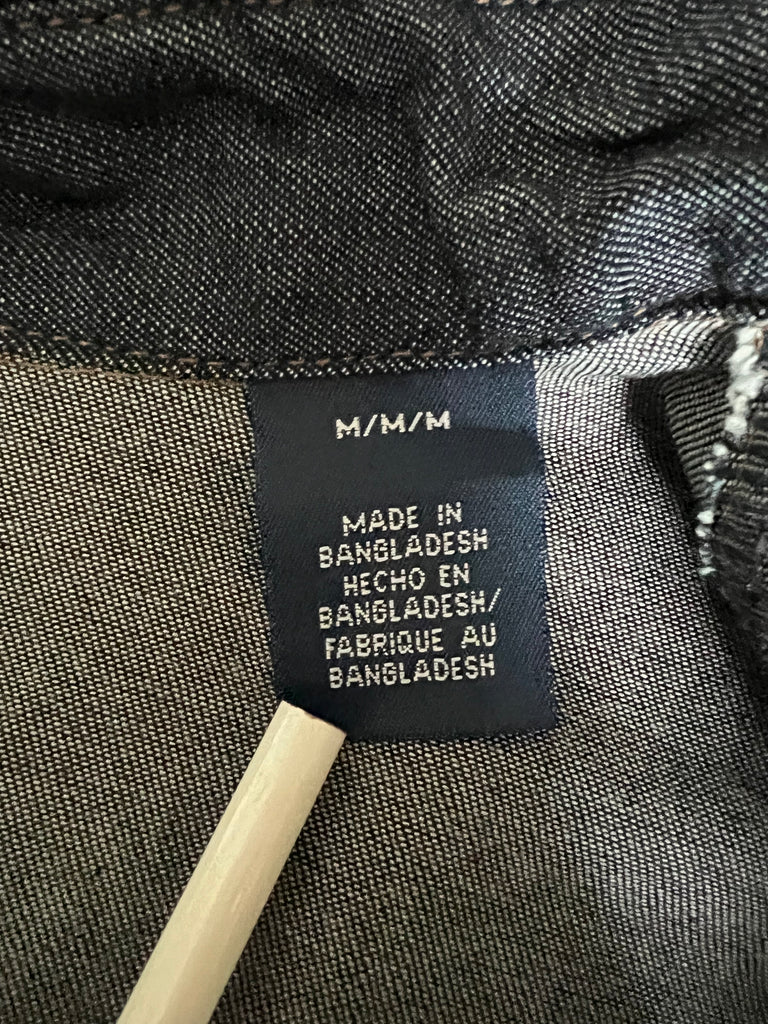 M/M/M
MADE IN
BANGLADESH
HECHO EN
BANGLADESH/
FABRIQUE AU
BANGLADESH